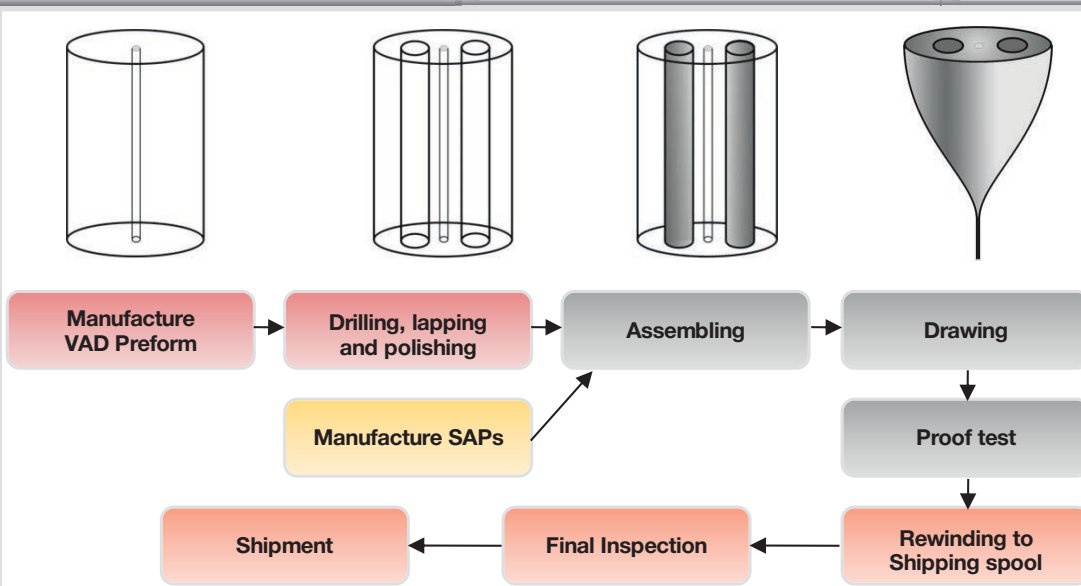 Manufacture
VAD Preform
Drilling, lapping
and polishing
Assembling
Drawing
Manufacture SAPs
Proof test
Shipment
Final Inspection
Rewinding to
Shipping spool